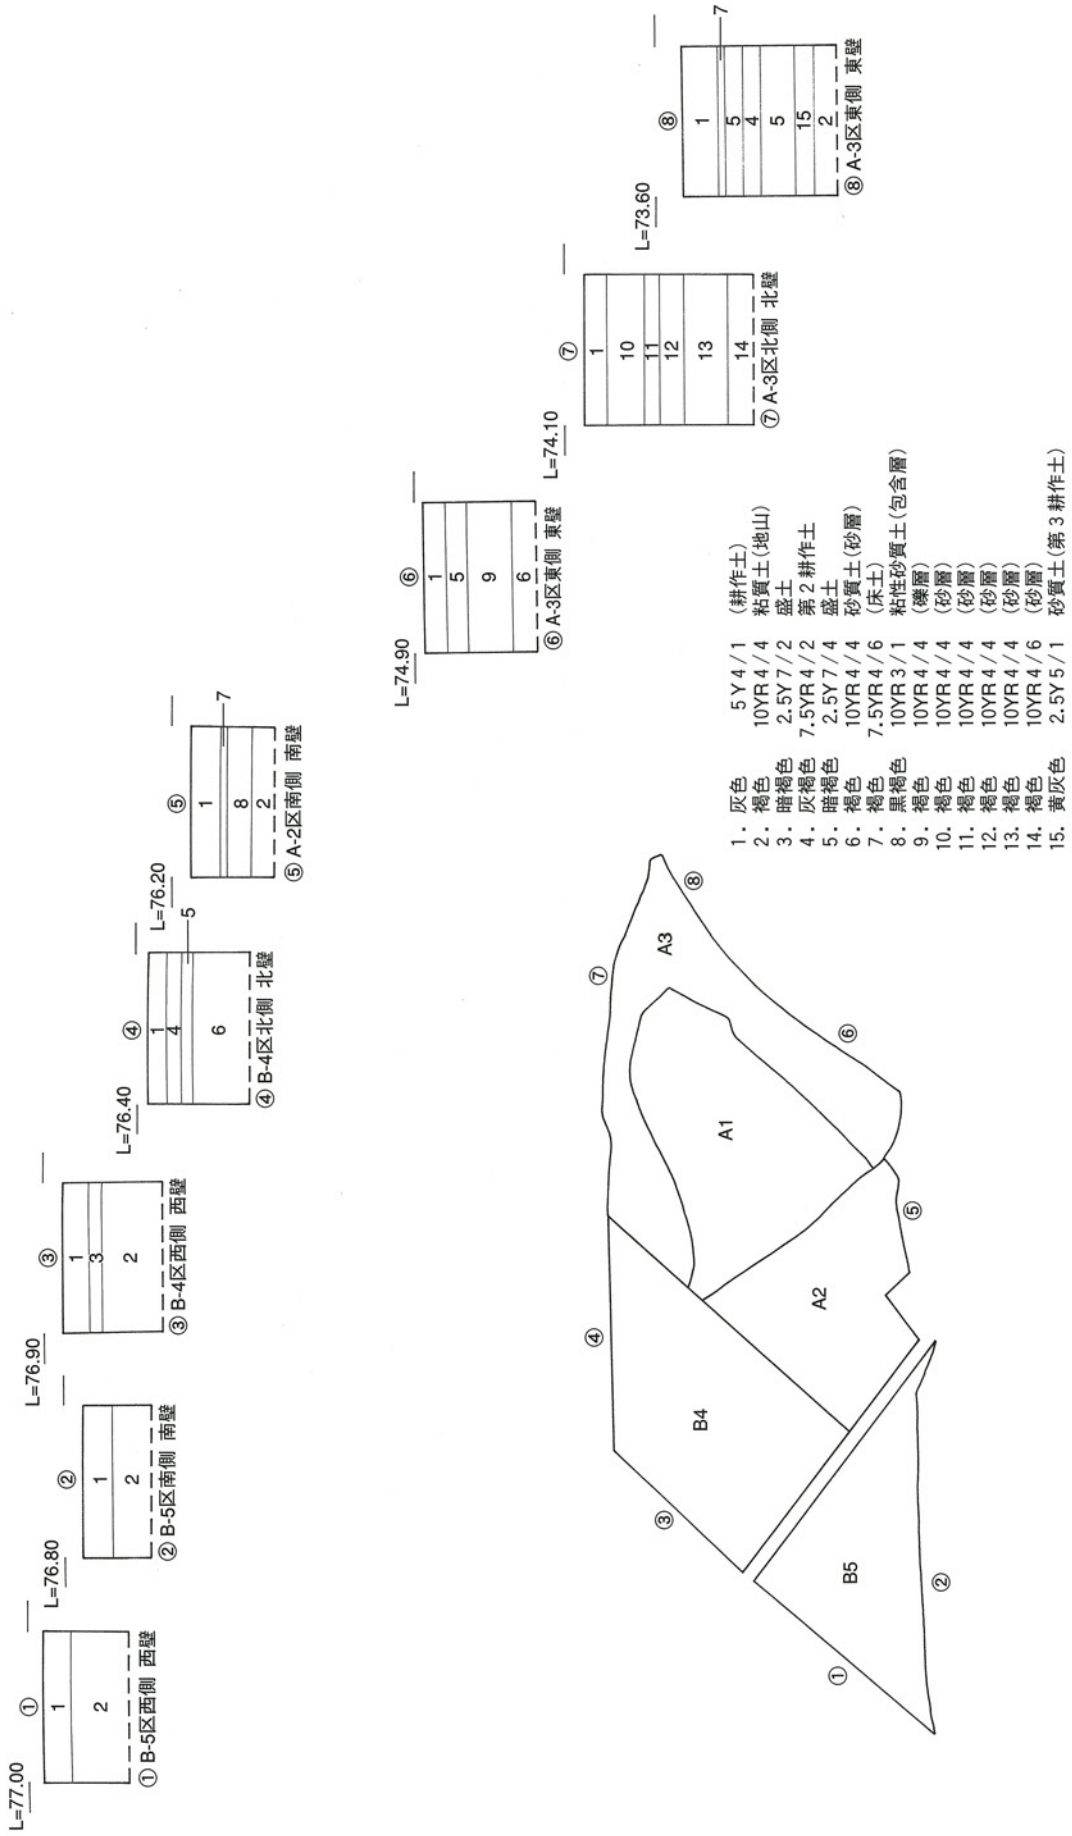 L=77.00
①
1
2
① B-5区西側 西壁
L=76.80
②
1
2
② B-5区南側 南壁
L=76.90
③
1
3
2
③ B-4区西側 西壁
L=76.40
④
1
4
5
6
④ B-4区北側 北壁
L=76.20
⑤
1
7
8
2
⑤ A-2区南側 南壁
L=74.90
⑥
1
5
9
6
⑥ A-3区東側 東壁
L=74.10
⑦
1
10
11
12
13
14
⑦ A-3区北側 北壁
L=73.60
⑧
1
7
5
4
5
15
2
⑧ A-3区東側 東壁
①
②
③
④
⑤
⑥
⑦
⑧
B5
B4
A2
A1
A3
1. 灰色 5Y4/1 (耕作土)
2. 褐色 10YR4/4 粘質土(地山)
3. 暗褐色 2.5Y7/2 盛土
4. 灰褐色 7.5YR4/2 第2耕作土
5. 暗褐色 2.5Y7/4 盛土
6. 褐色 10YR4/4 砂質土(砂層)
7. 褐色 7.5YR4/6 (床土)
8. 黒褐色 10YR3/1 粘性砂質土(包含層)
9. 褐色 10YR4/4 (礫層)
10. 褐色 10YR4/4 (砂層)
11. 褐色 10YR4/4 (砂層)
12. 褐色 10YR4/4 (砂層)
13. 褐色 10YR4/4 (砂層)
14. 褐色 10YR4/6 (砂層)
15. 黄灰色 2.5Y5/1 砂質土(第3耕作土)